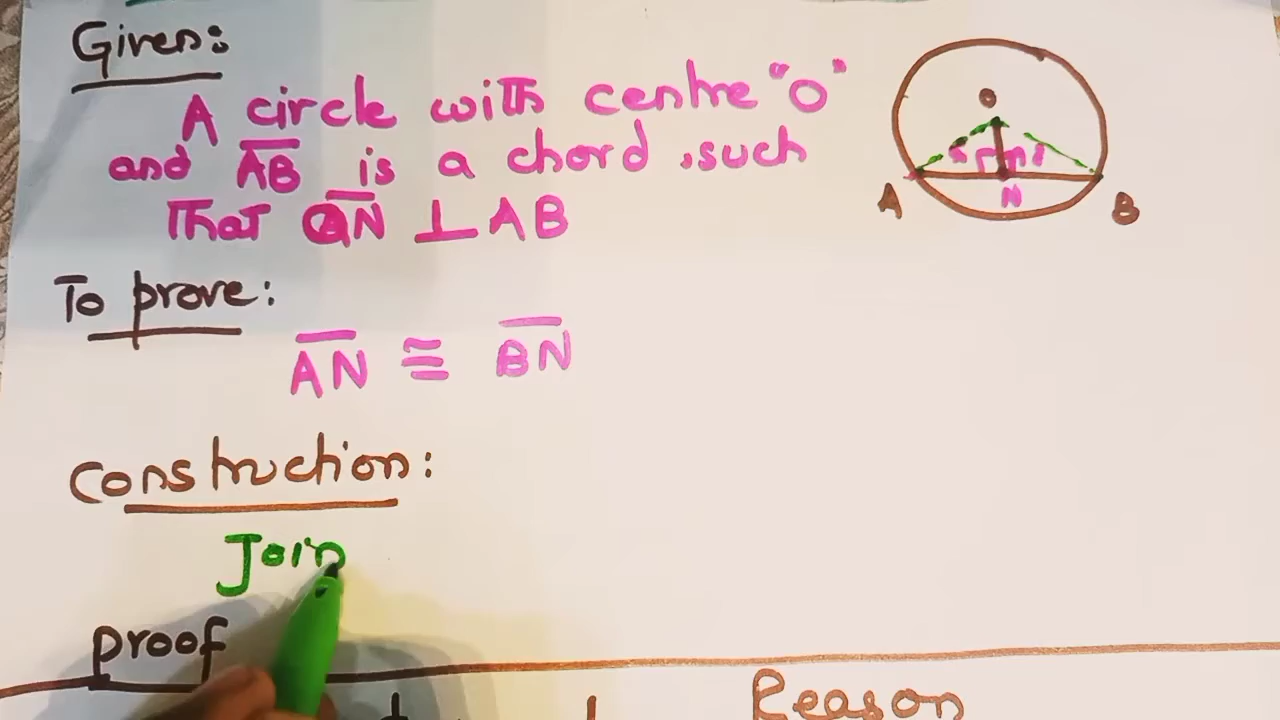 Given:
A circle with centre "O"
and AB is a chord, such
That ON ⊥ AB
To prove:
AN ≅ BN
Construction:
Join
proof
Reason
O
A
N
B